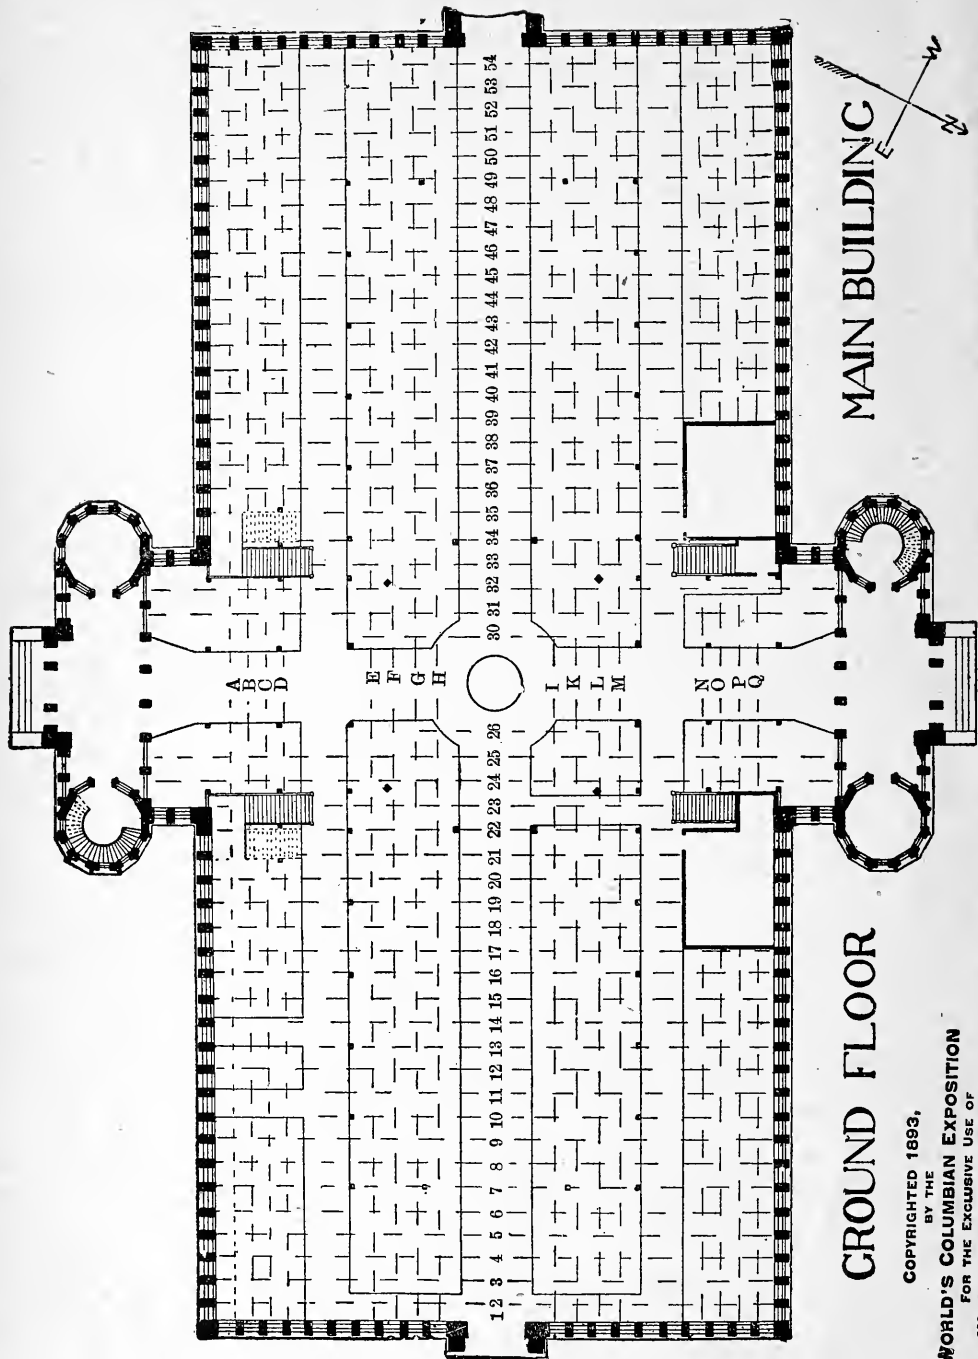 GROUND FLOOR MAIN BUILDING
E
W
N
1 2 3 4 5 6 7 8 9 10 11 12 13 14 15 16 17 18 19 20 21 22 23 24 25 26 30 31 32 33 34 35 36 37 38 39 40 41 42 43 44 45 46 47 48 49 50 51 52 53 54
A
B
C
D
E
F
G
H
I
K
L
M
N
O
P
Q
COPYRIGHTED 1893,
BY THE
WORLD'S COLUMBIAN EXPOSITION
FOR THE EXCLUSIVE USE OF